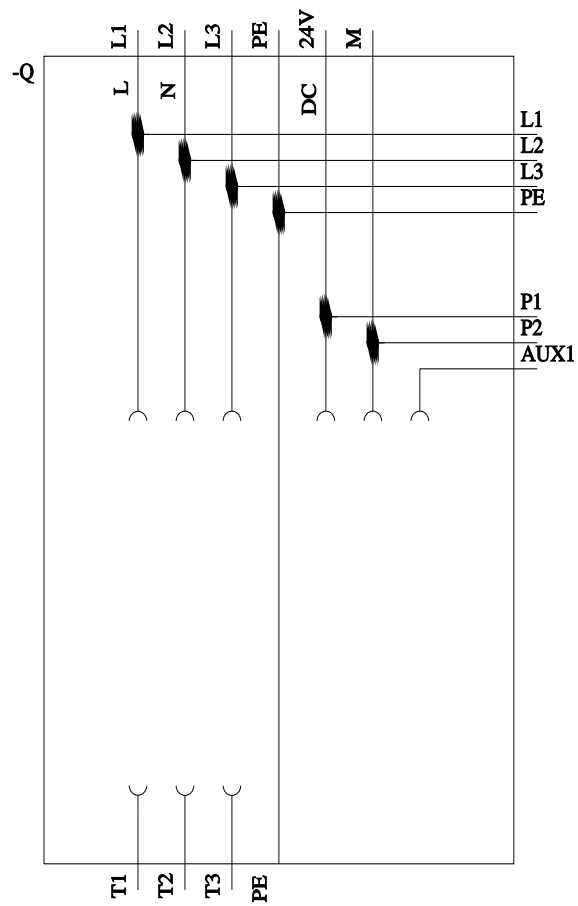 L1 L2 L3 PE 24V M
-Q
L N DC
L1
L2
L3
PE
P1
P2
AUX1
T1 T2 T3 PE